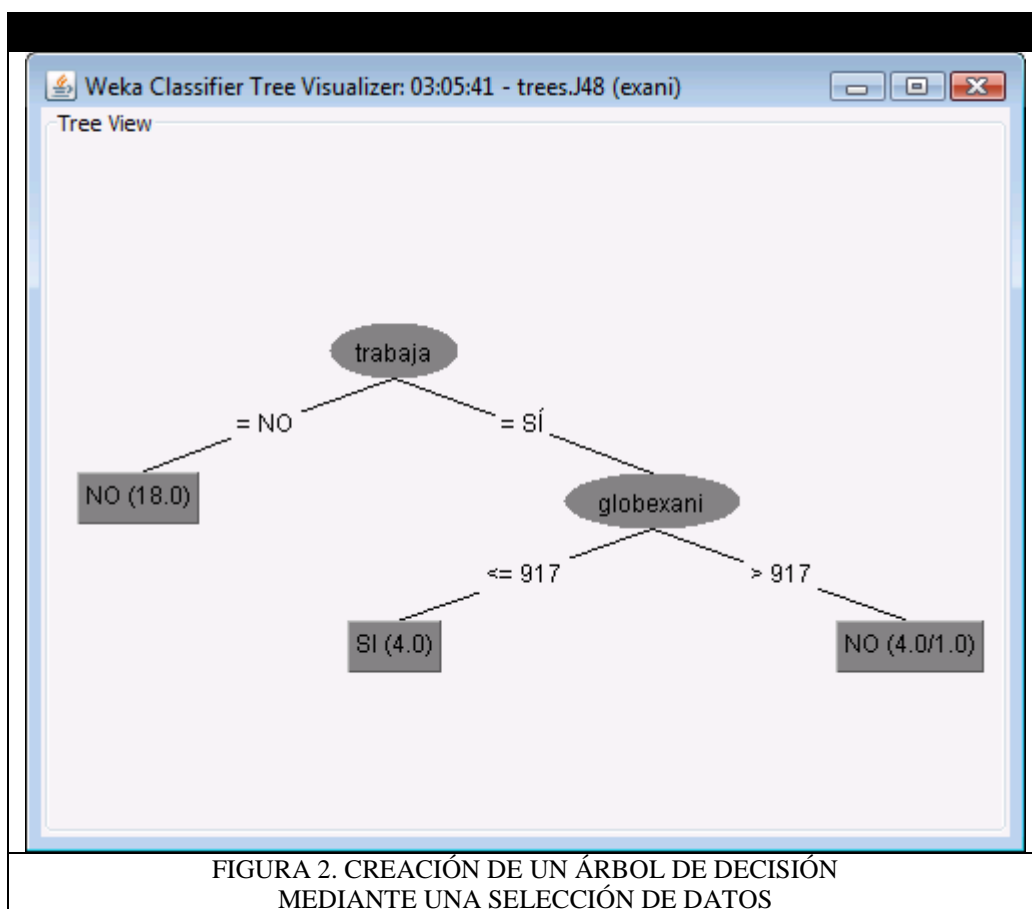 Weka Classifier Tree Visualizer: 03:05:41 - trees.J48 (exani)
Tree View
trabaja
= NO
= SÍ
NO (18.0)
globexani
<= 917
> 917
SI (4.0)
NO (4.0/1.0)
FIGURA 2. CREACIÓN DE UN ÁRBOL DE DECISIÓN
MEDIANTE UNA SELECCIÓN DE DATOS